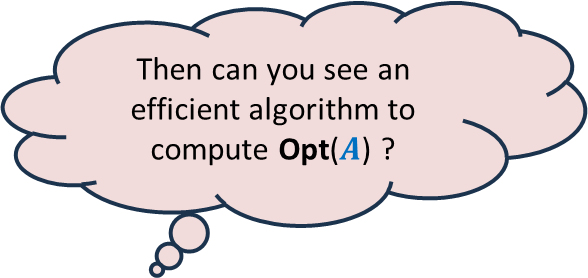 Then can you see an
efficient algorithm to
compute Opt(A) ?